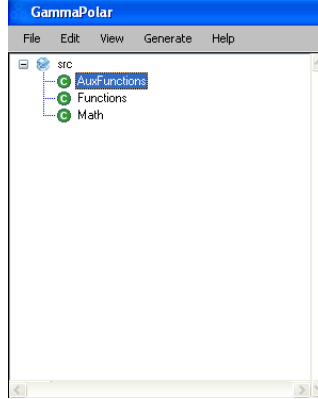 GammaPolar
File Edit View Generate Help
src
C AuxFunctions
C Functions
C Math